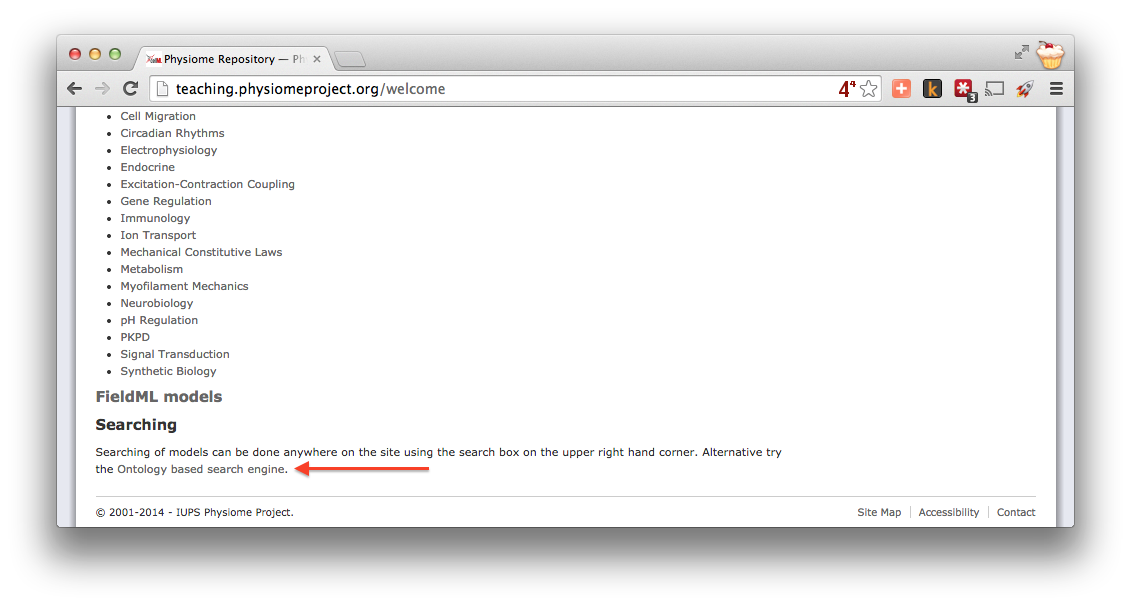 Physiome Repository — Ph
teaching.physiomeproject.org/welcome
4⁴
k
3
Cell Migration
Circadian Rhythms
Electrophysiology
Endocrine
Excitation-Contraction Coupling
Gene Regulation
Immunology
Ion Transport
Mechanical Constitutive Laws
Metabolism
Myofilament Mechanics
Neurobiology
pH Regulation
PKPD
Signal Transduction
Synthetic Biology
FieldML models
Searching
Searching of models can be done anywhere on the site using the search box on the upper right hand corner. Alternative try
the Ontology based search engine.
© 2001-2014 - IUPS Physiome Project.
Site Map | Accessibility | Contact